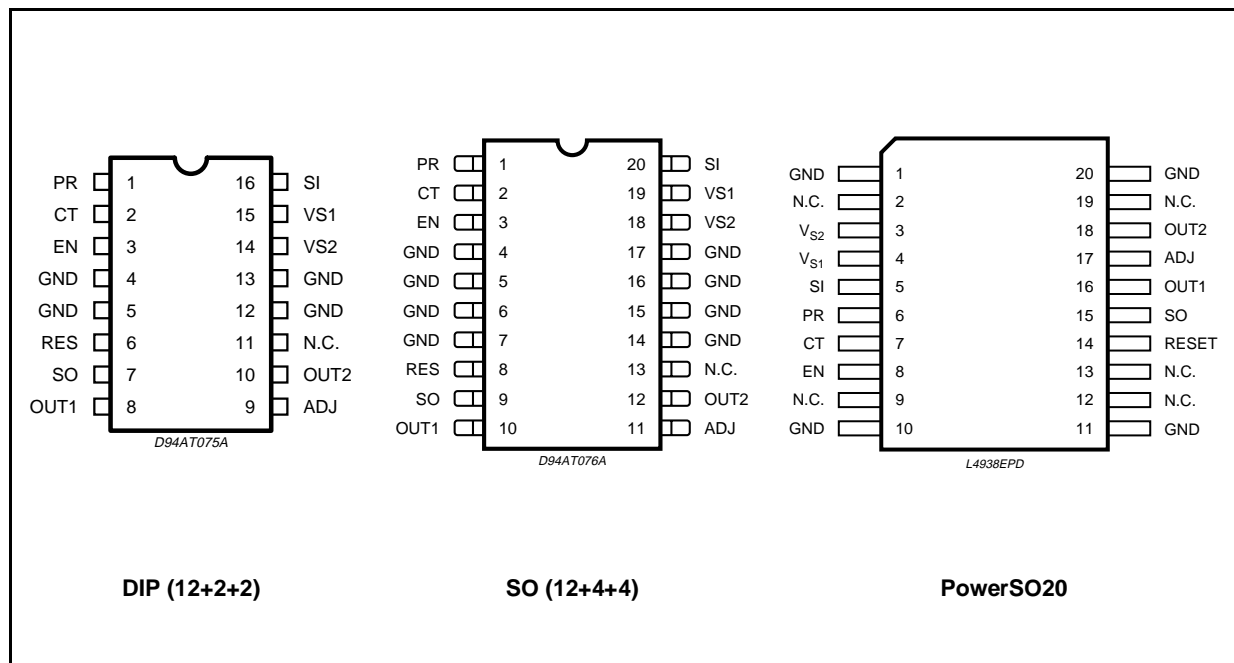 PR 1 16 SI
CT 2 15 VS1
EN 3 14 VS2
GND 4 13 GND
GND 5 12 GND
RES 6 11 N.C.
SO 7 10 OUT2
OUT1 8 9 ADJ
D94AT075A
DIP (12+2+2)
PR 1 20 SI
CT 2 19 VS1
EN 3 18 VS2
GND 4 17 GND
GND 5 16 GND
GND 6 15 GND
GND 7 14 GND
RES 8 13 N.C.
SO 9 12 OUT2
OUT1 10 11 ADJ
D94AT076A
SO (12+4+4)
GND 1 20 GND
N.C. 2 19 N.C.
VS2 3 18 OUT2
VS1 4 17 ADJ
SI 5 16 OUT1
PR 6 15 SO
CT 7 14 RESET
EN 8 13 N.C.
N.C. 9 12 N.C.
GND 10 11 GND
L4938EPD
PowerSO20